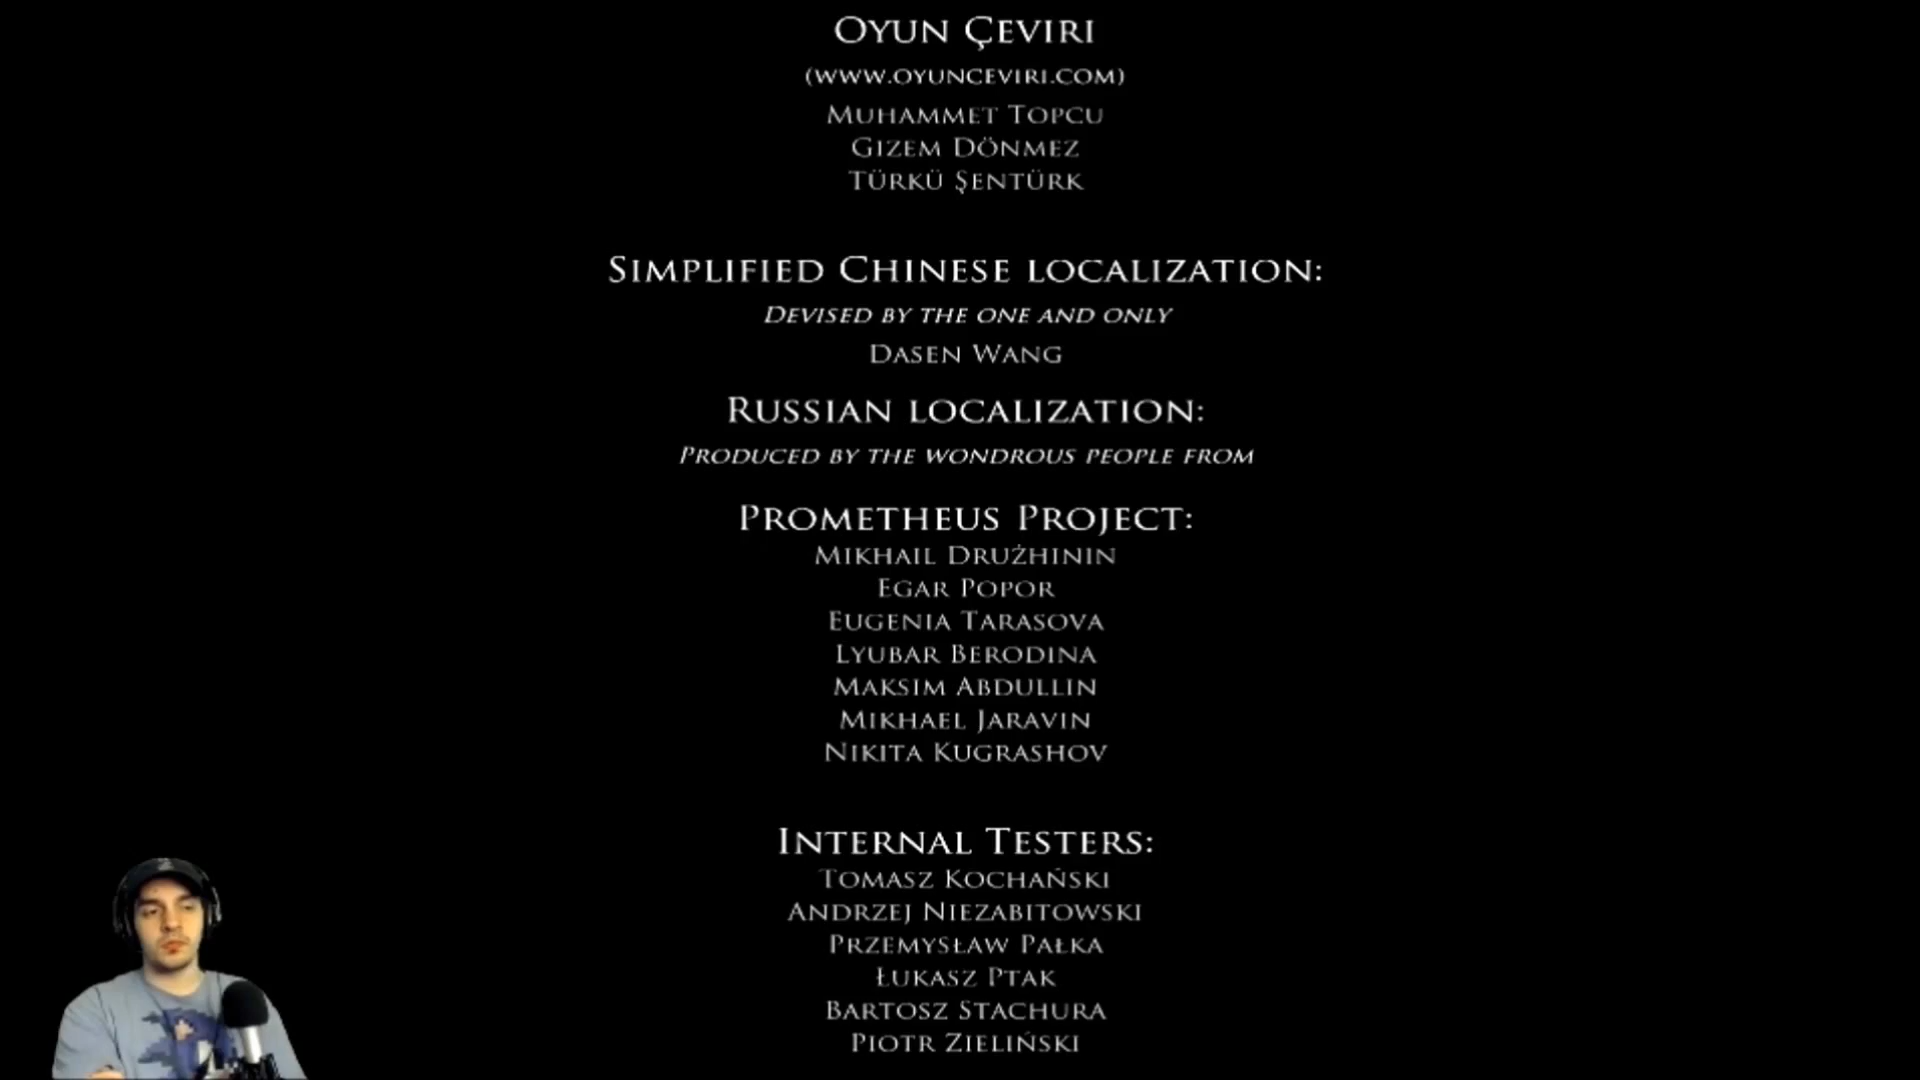 OYUN ÇEVIRI
(WWW.OYUNCEVIRI.COM)
MUHAMMET TOPCU
GIZEM DÖNMEZ
TÜRKÜ ŞENTÜRK
SIMPLIFIED CHINESE LOCALIZATION:
DEVISED BY THE ONE AND ONLY
DASEN WANG
RUSSIAN LOCALIZATION:
PRODUCED BY THE WONDROUS PEOPLE FROM
PROMETHEUS PROJECT:
MIKHAIL DRUŻHININ
EGAR POPOR
EUGENIA TARASOVA
LYUBAR BERODINA
MAKSIM ABDULLIN
MIKHAEL JARAVIN
NIKITA KUGRASHOV
INTERNAL TESTERS:
TOMASZ KOCHAŃSKI
ANDRZEJ NIEZABITOWSKI
PRZEMYSŁAW PAŁKA
ŁUKASZ PTAK
BARTOSZ STACHURA
PIOTR ZIELIŃSKI